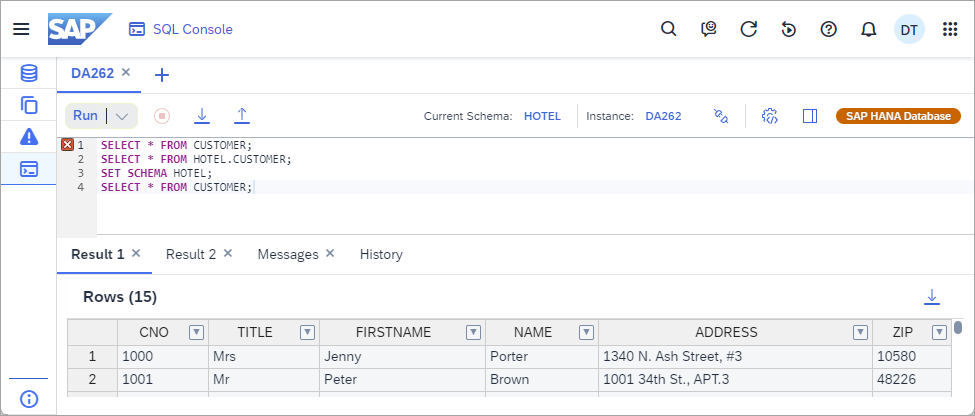 SAP SQL Console DT
DA262
Run Current Schema: HOTEL Instance: DA262 SAP HANA Database
1 SELECT * FROM CUSTOMER;
2 SELECT * FROM HOTEL.CUSTOMER;
3 SET SCHEMA HOTEL;
4 SELECT * FROM CUSTOMER;
Result 1 Result 2 Messages History
Rows (15)
CNO TITLE FIRSTNAME NAME ADDRESS ZIP
1 1000 Mrs Jenny Porter 1340 N. Ash Street, #3 10580
2 1001 Mr Peter Brown 1001 34th St., APT.3 48226